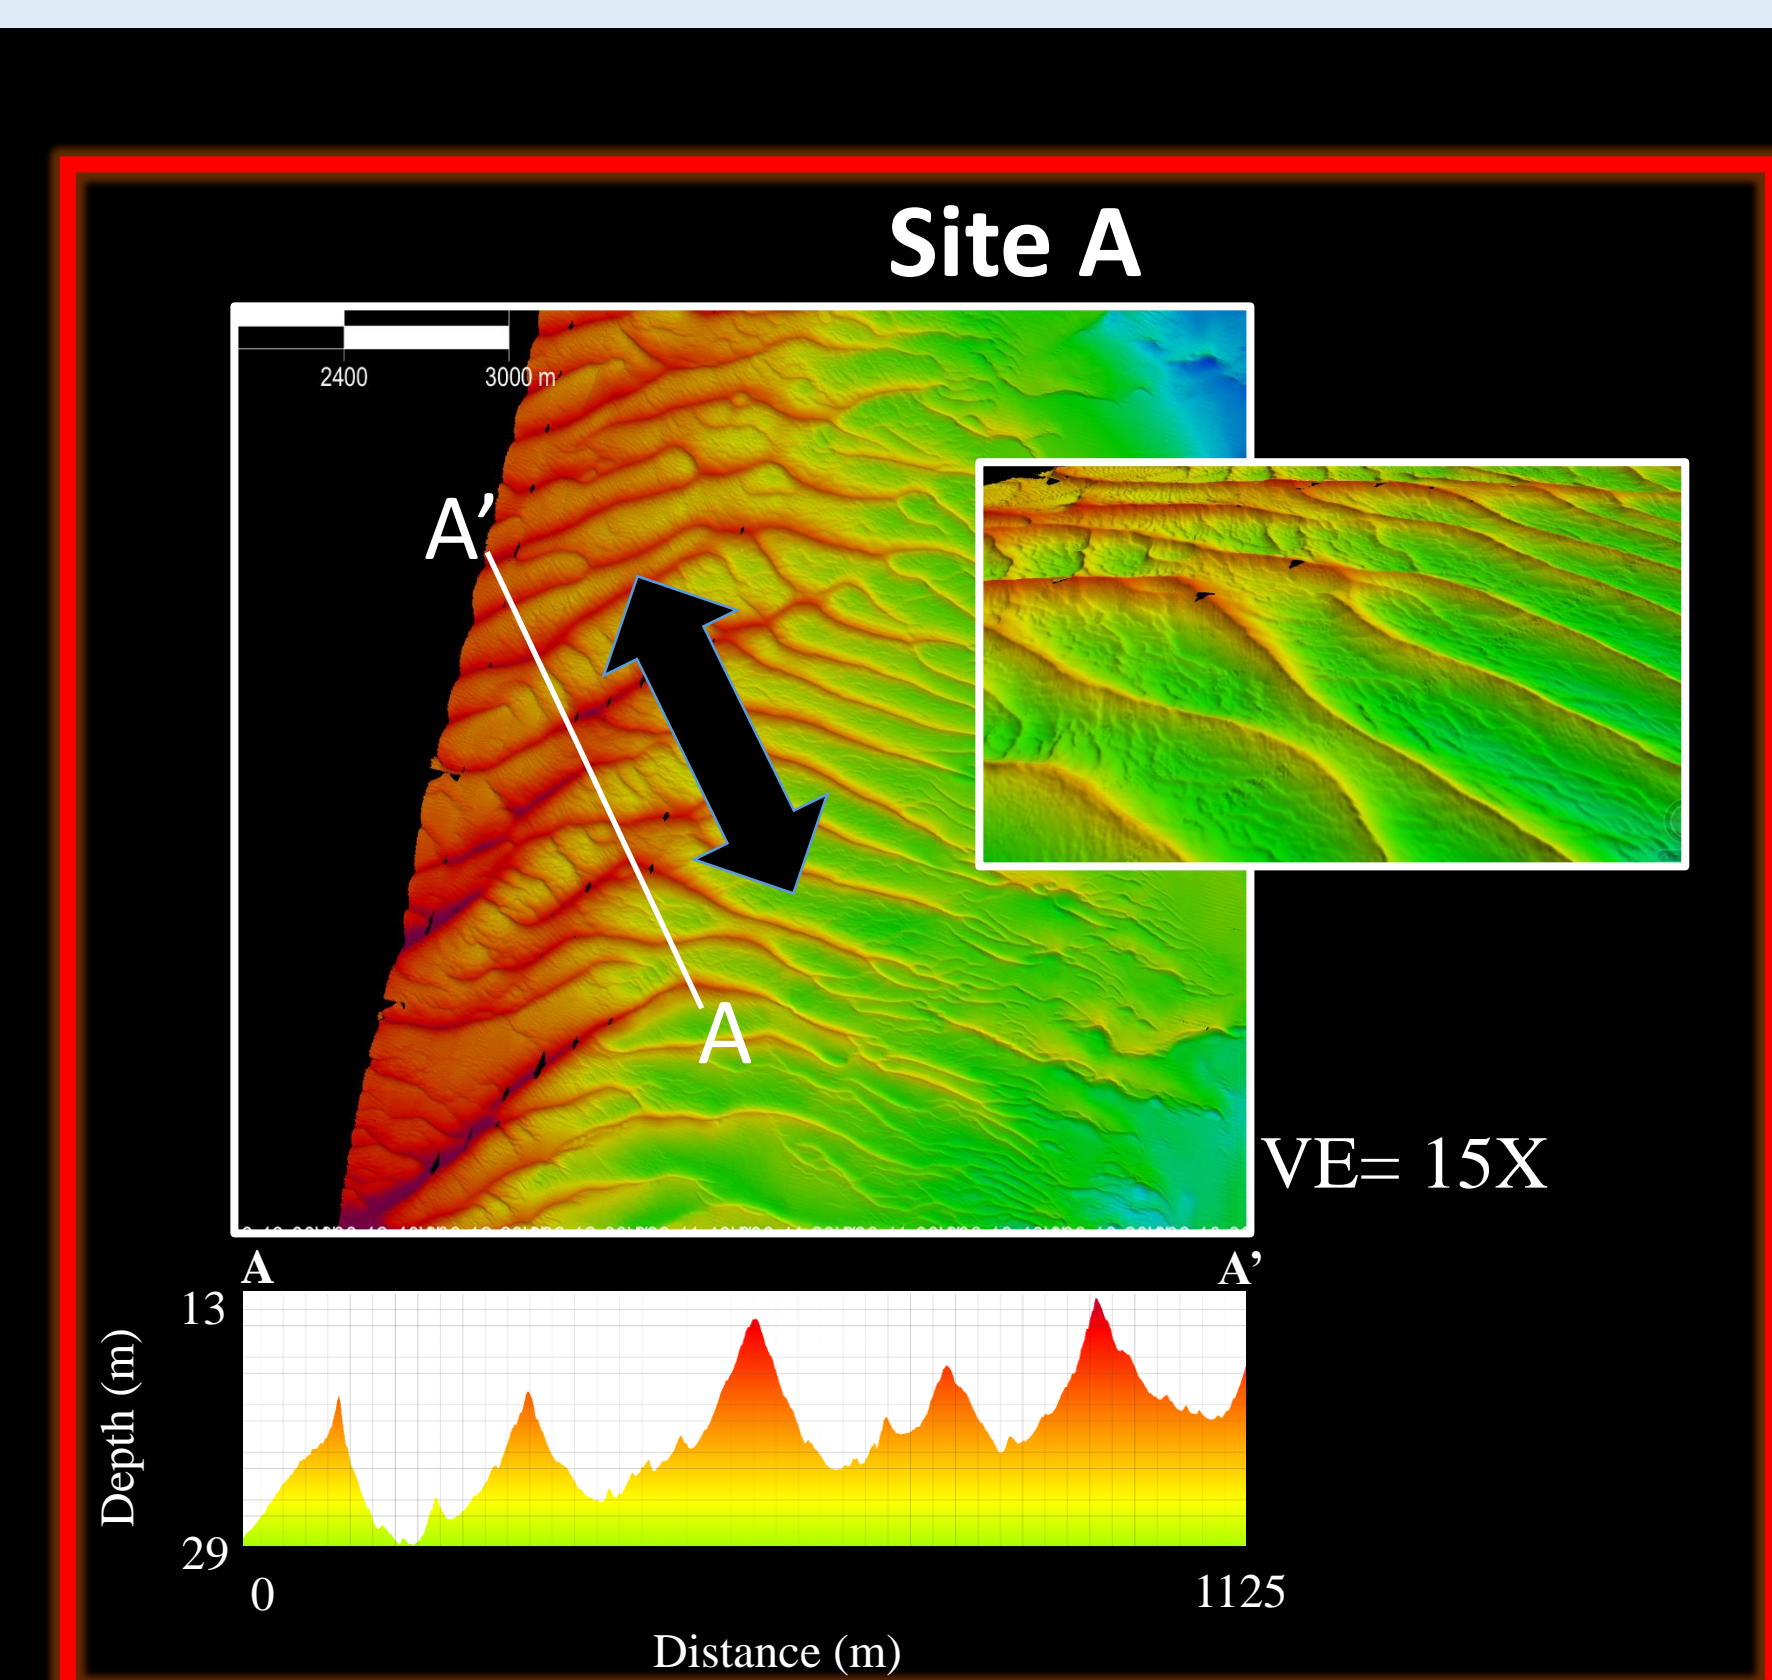 Site A
2400 3000 m
A’
A
VE= 15X
A A’
13
Depth (m)
29
0 1125
Distance (m)